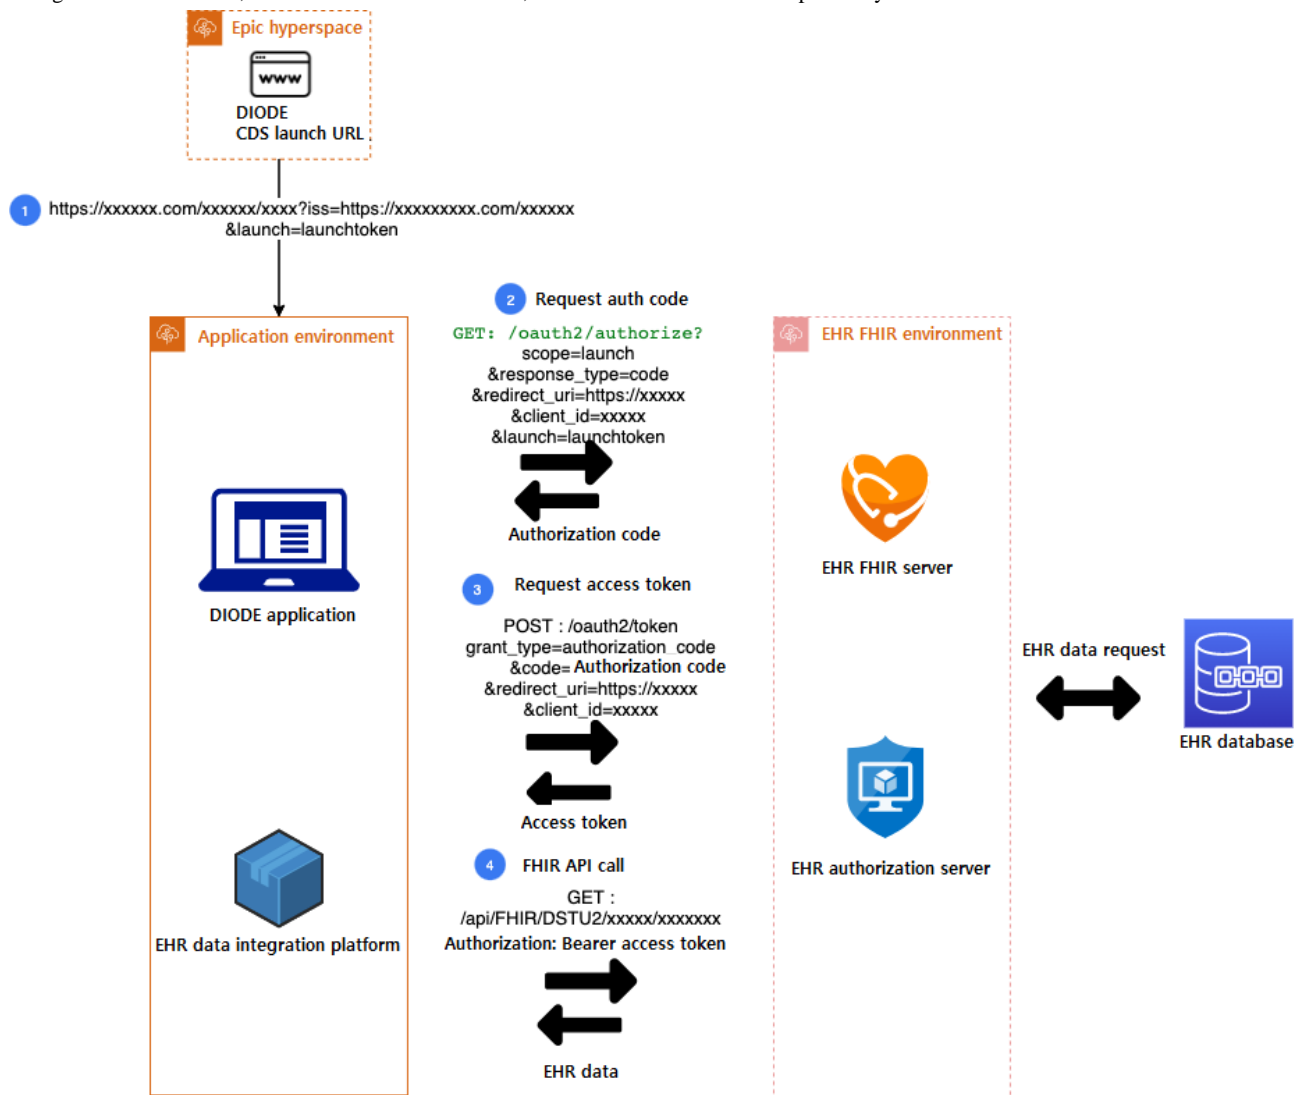 Epic hyperspace
www
DIODE
CDS launch URL
1
https://xxxxxx.com/xxxxxx/xxxx?iss=https://xxxxxxxxx.com/xxxxxx
&launch=launchtoken
2 Request auth code
Application environment
GET: /oauth2/authorize?
EHR FHIR environment
scope=launch
&response_type=code
&redirect_uri=https://xxxxx
&client_id=xxxxx
&launch=launchtoken
Authorization code
EHR FHIR server
DIODE application
3 Request access token
POST : /oauth2/token
grant_type=authorization_code
&code= Authorization code
&redirect_uri=https://xxxxx
&client_id=xxxxx
EHR data request
EHR database
Access token
EHR authorization server
4 FHIR API call
GET :
/api/FHIR/DSTU2/xxxxx/xxxxxxx
Authorization: Bearer access token
EHR data integration platform
EHR data